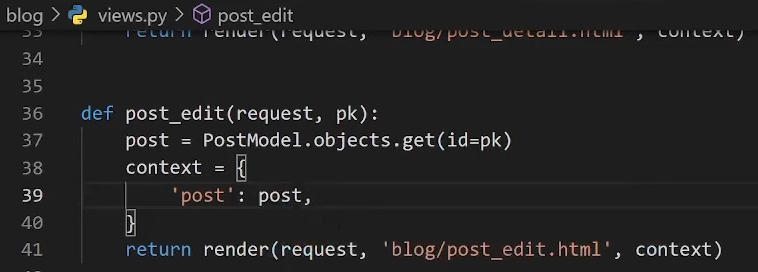 blog > views.py > post_edit
33 return render(request, 'blog/post_detail.html', context)
34
35
36 def post_edit(request, pk):
37 post = PostModel.objects.get(id=pk)
38 context = {
39 'post': post,
40 }
41 return render(request, 'blog/post_edit.html', context)